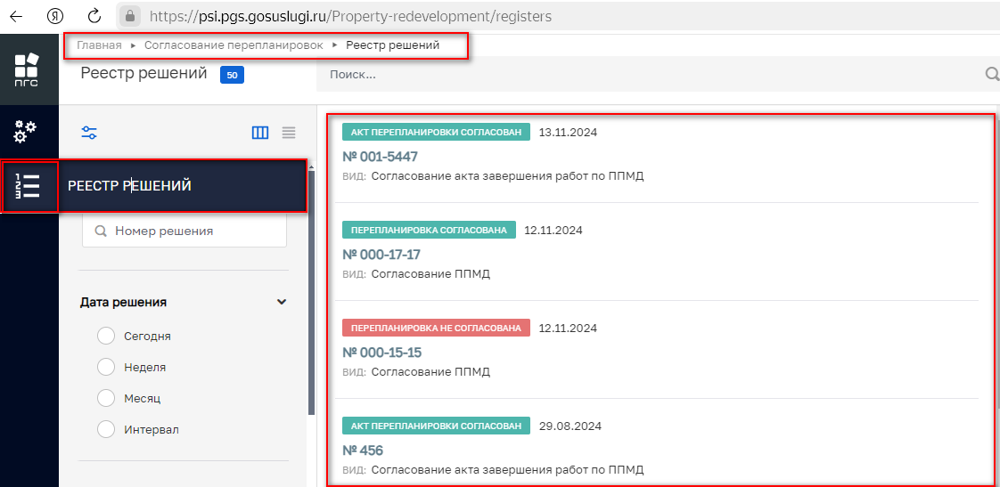 https://psi.pgs.gosuslugi.ru/Property-redevelopment/registers
Главная ▸ Согласование перепланировок ▸ Реестр решений
ПГС
Реестр решений 50
Поиск...
РЕЕСТР РЕШЕНИЙ
Номер решения
Дата решения
Сегодня
Неделя
Месяц
Интервал
АКТ ПЕРЕПЛАНИРОВКИ СОГЛАСОВАН 13.11.2024
№ 001-5447
ВИД: Согласование акта завершения работ по ППМД
ПЕРЕПЛАНИРОВКА СОГЛАСОВАНА 12.11.2024
№ 000-17-17
ВИД: Согласование ППМД
ПЕРЕПЛАНИРОВКА НЕ СОГЛАСОВАНА 12.11.2024
№ 000-15-15
ВИД: Согласование ППМД
АКТ ПЕРЕПЛАНИРОВКИ СОГЛАСОВАН 29.08.2024
№ 456
ВИД: Согласование акта завершения работ по ППМД